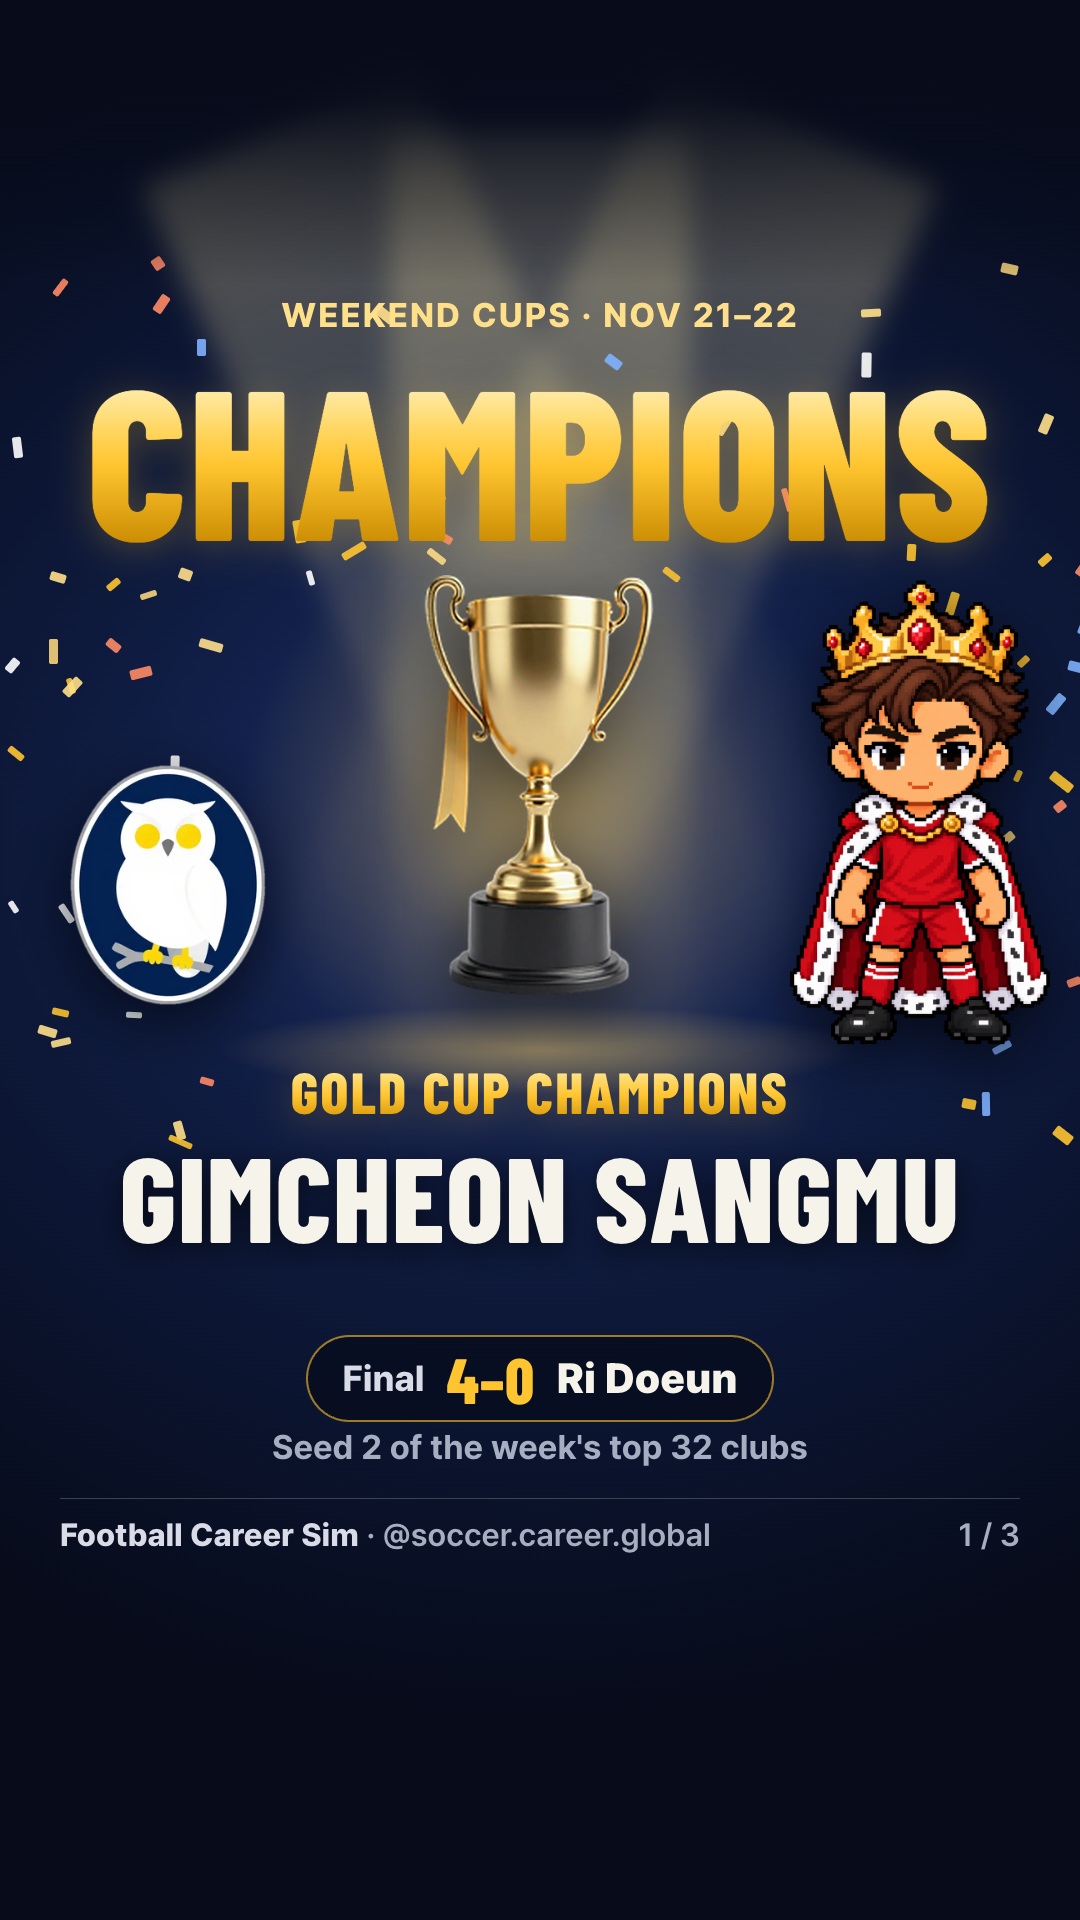 WEEKEND CUPS · NOV 21–22
CHAMPIONS
GOLD CUP CHAMPIONS
GIMCHEON SANGMU
Final 4–0 Ri Doeun
Seed 2 of the week's top 32 clubs
Football Career Sim · @soccer.career.global 1 / 3